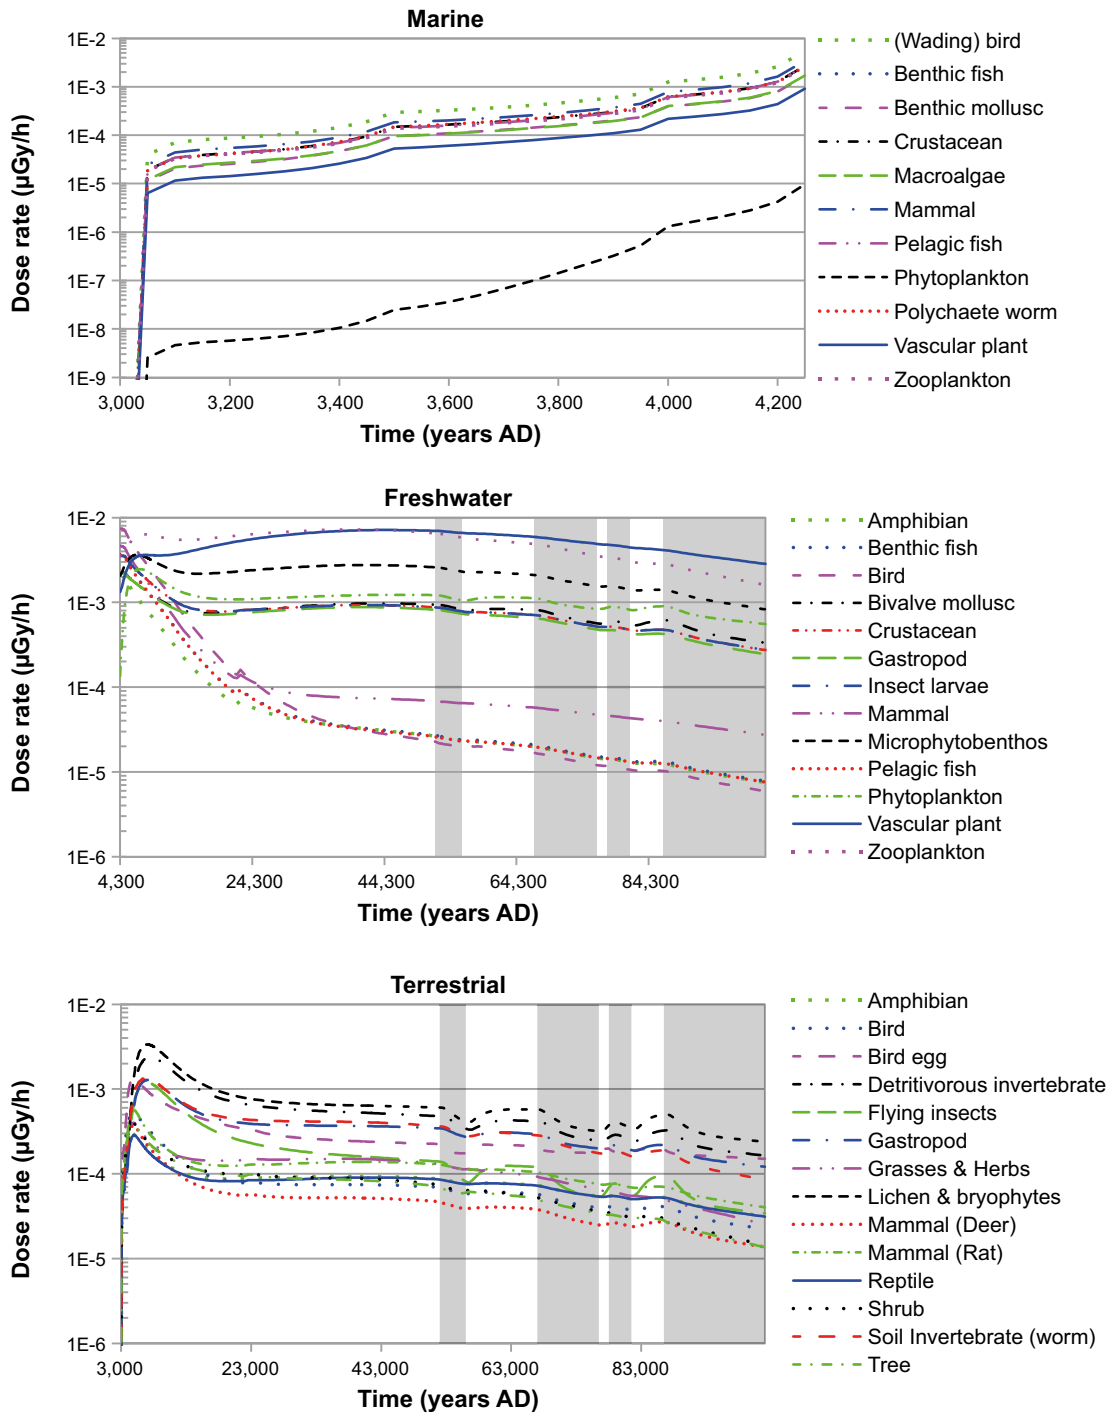 Marine
1E-2
1E-3
1E-4
1E-5
1E-6
1E-7
1E-8
1E-9
Dose rate (µGy/h)
3,000 3,200 3,400 3,600 3,800 4,000 4,200
Time (years AD)
(Wading) bird
Benthic fish
Benthic mollusc
Crustacean
Macroalgae
Mammal
Pelagic fish
Phytoplankton
Polychaete worm
Vascular plant
Zooplankton
Freshwater
1E-2
1E-3
1E-4
1E-5
1E-6
Dose rate (µGy/h)
4,300 24,300 44,300 64,300 84,300
Time (years AD)
Amphibian
Benthic fish
Bird
Bivalve mollusc
Crustacean
Gastropod
Insect larvae
Mammal
Microphytobenthos
Pelagic fish
Phytoplankton
Vascular plant
Zooplankton
Terrestrial
1E-2
1E-3
1E-4
1E-5
1E-6
Dose rate (µGy/h)
3,000 23,000 43,000 63,000 83,000
Time (years AD)
Amphibian
Bird
Bird egg
Detritivorous invertebrate
Flying insects
Gastropod
Grasses & Herbs
Lichen & bryophytes
Mammal (Deer)
Mammal (Rat)
Reptile
Shrub
Soil Invertebrate (worm)
Tree